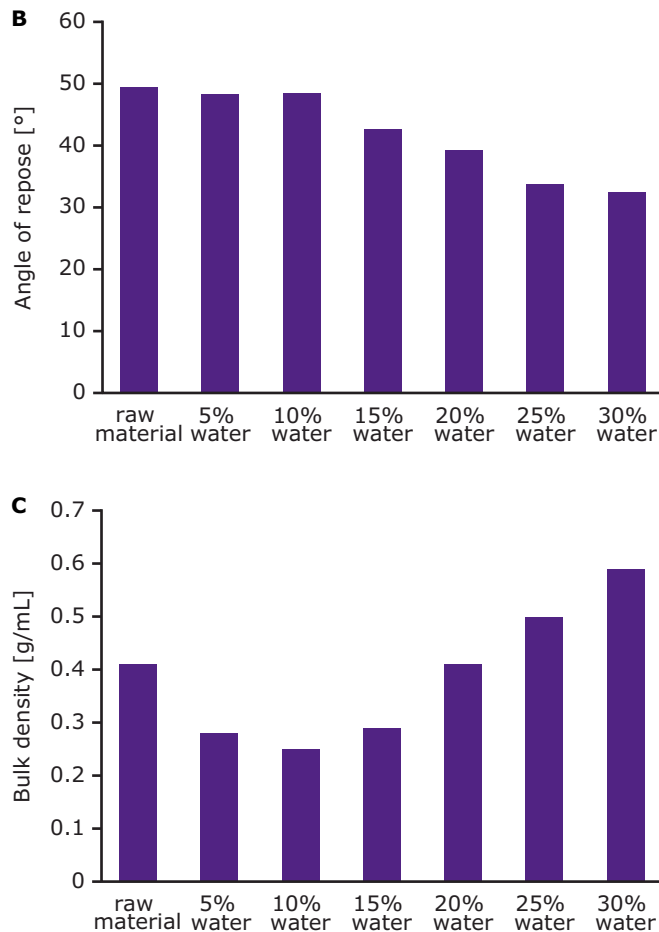 B
60
50
40
30
20
10
0
Angle of repose [°]
raw material
5% water
10% water
15% water
20% water
25% water
30% water
C
0.7
0.6
0.5
0.4
0.3
0.2
0.1
0
Bulk density [g/mL]
raw material
5% water
10% water
15% water
20% water
25% water
30% water